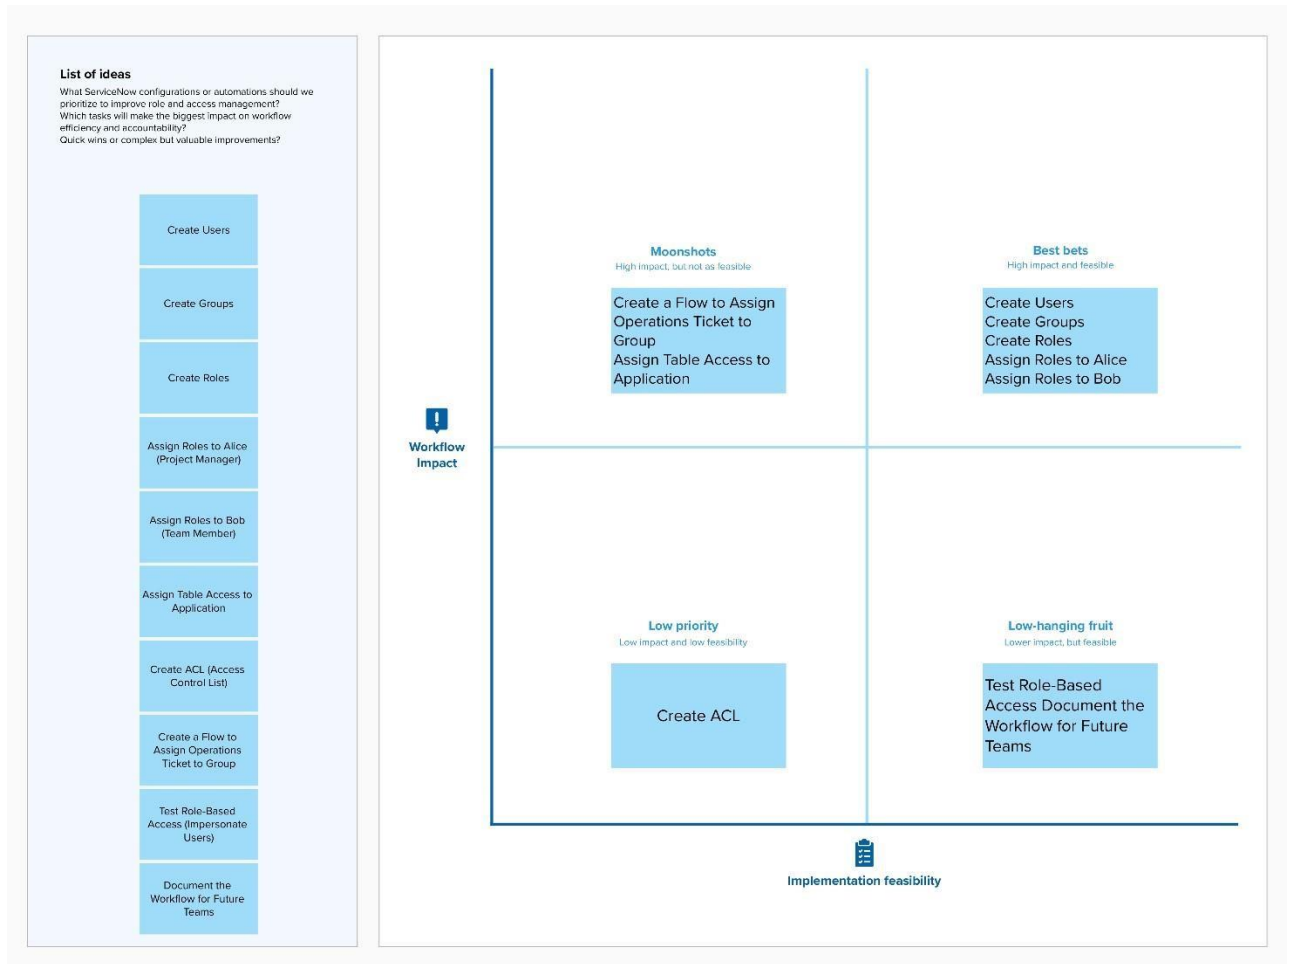 List of ideas
What ServiceNow configurations or automations should we
prioritize to improve role and access management?
Which tasks will make the biggest impact on workflow
efficiency and accountability?
Quick wins or complex but valuable improvements?
Create Users
Create Groups
Create Roles
Assign Roles to Alice
(Project Manager)
Assign Roles to Bob
(Team Member)
Assign Table Access to
Application
Create ACL (Access
Control List)
Create a Flow to
Assign Operations
Ticket to Group
Test Role-Based
Access (Impersonate
Users)
Document the
Workflow for Future
Teams
Workflow
Impact
Moonshots
High impact, but not as feasible
Create a Flow to Assign
Operations Ticket to
Group
Assign Table Access to
Application
Best bets
High impact and feasible
Create Users
Create Groups
Create Roles
Assign Roles to Alice
Assign Roles to Bob
Low priority
Low impact and low feasibility
Create ACL
Low-hanging fruit
Lower impact, but feasible
Test Role-Based
Access Document the
Workflow for Future
Teams
Implementation feasibility